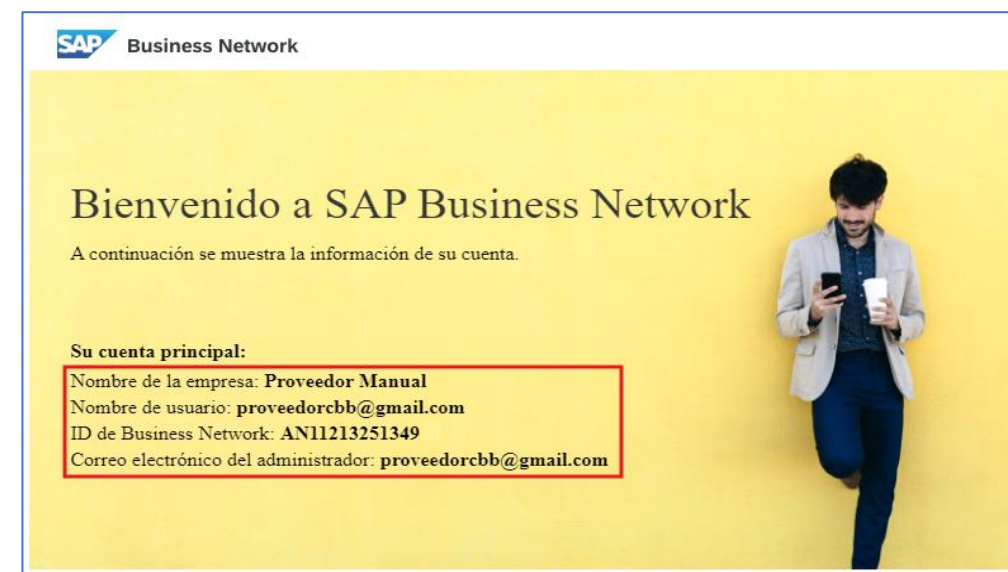 SAP Business Network
Bienvenido a SAP Business Network
A continuación se muestra la información de su cuenta.
Su cuenta principal:
Nombre de la empresa: Proveedor Manual
Nombre de usuario: proveedorcbb@gmail.com
ID de Business Network: AN11213251349
Correo electrónico del administrador: proveedorcbb@gmail.com